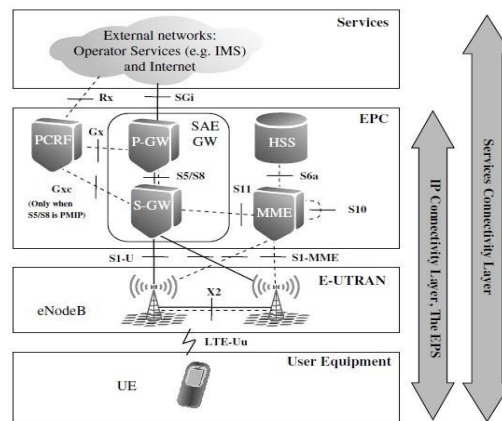 Services
External networks:
Operator Services (e.g. IMS)
and Internet
Rx
SGi
EPC
PCRF
Gx
P-GW
SAE
GW
HSS
Gxc
(Only when
S5/S8 is PMIP)
S5/S8
S6a
S-GW
S11
MME
S10
S1-U
S1-MME
E-UTRAN
X2
eNodeB
LTE-Uu
User Equipment
UE
IP Connectivity Layer, The EPS
Services Connectivity Layer